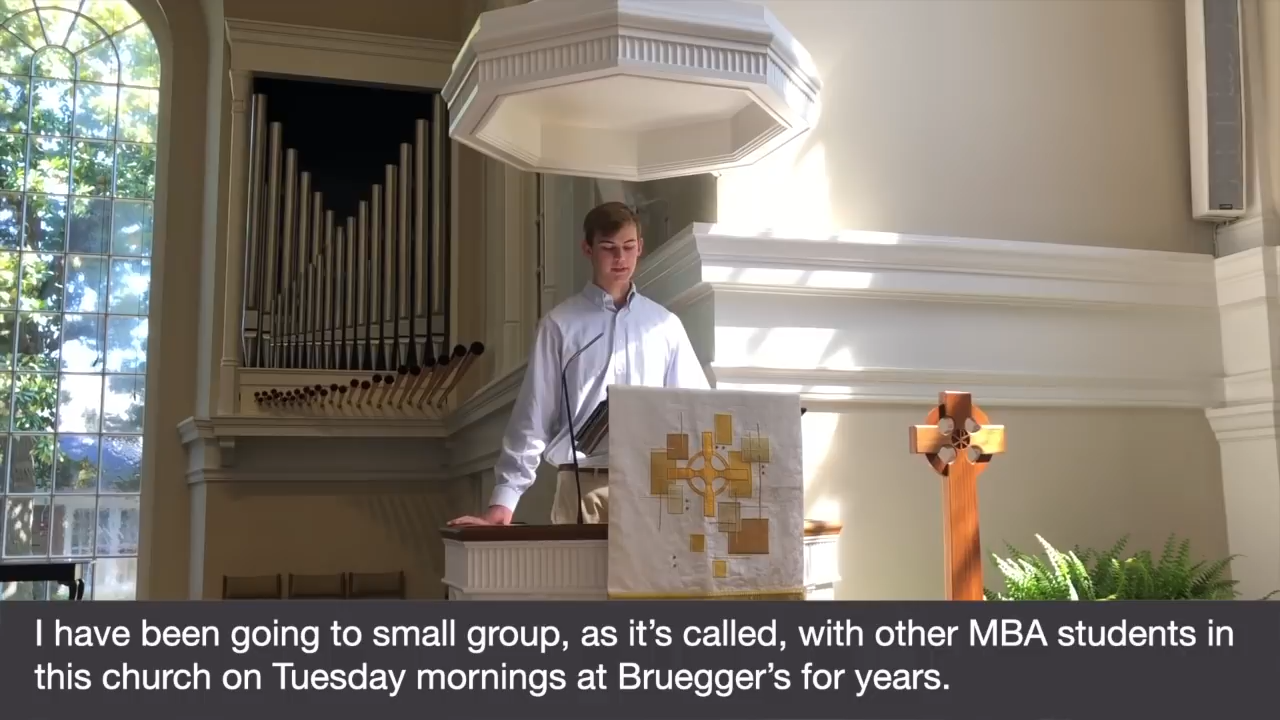 I have been going to small group, as it’s called, with other MBA students in
this church on Tuesday mornings at Bruegger’s for years.